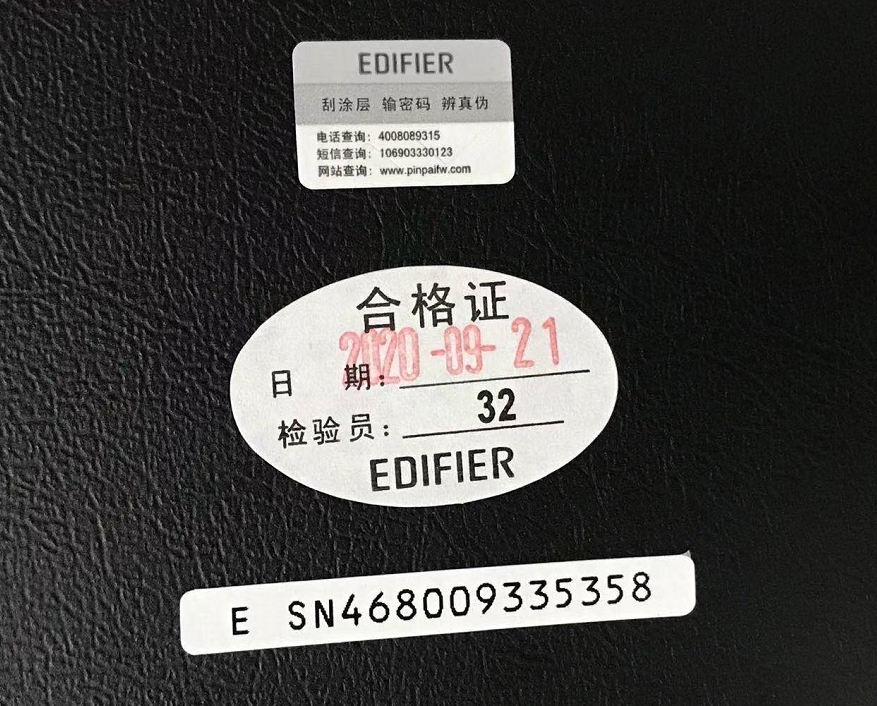 EDIFIER
刮涂层 输密码 辨真伪
电话查询：4008089315
短信查询：106903330123
网站查询：www.pinpaifw.com
合格证
日 期：2020-09-21
检验员：32
EDIFIER
E SN468009335358